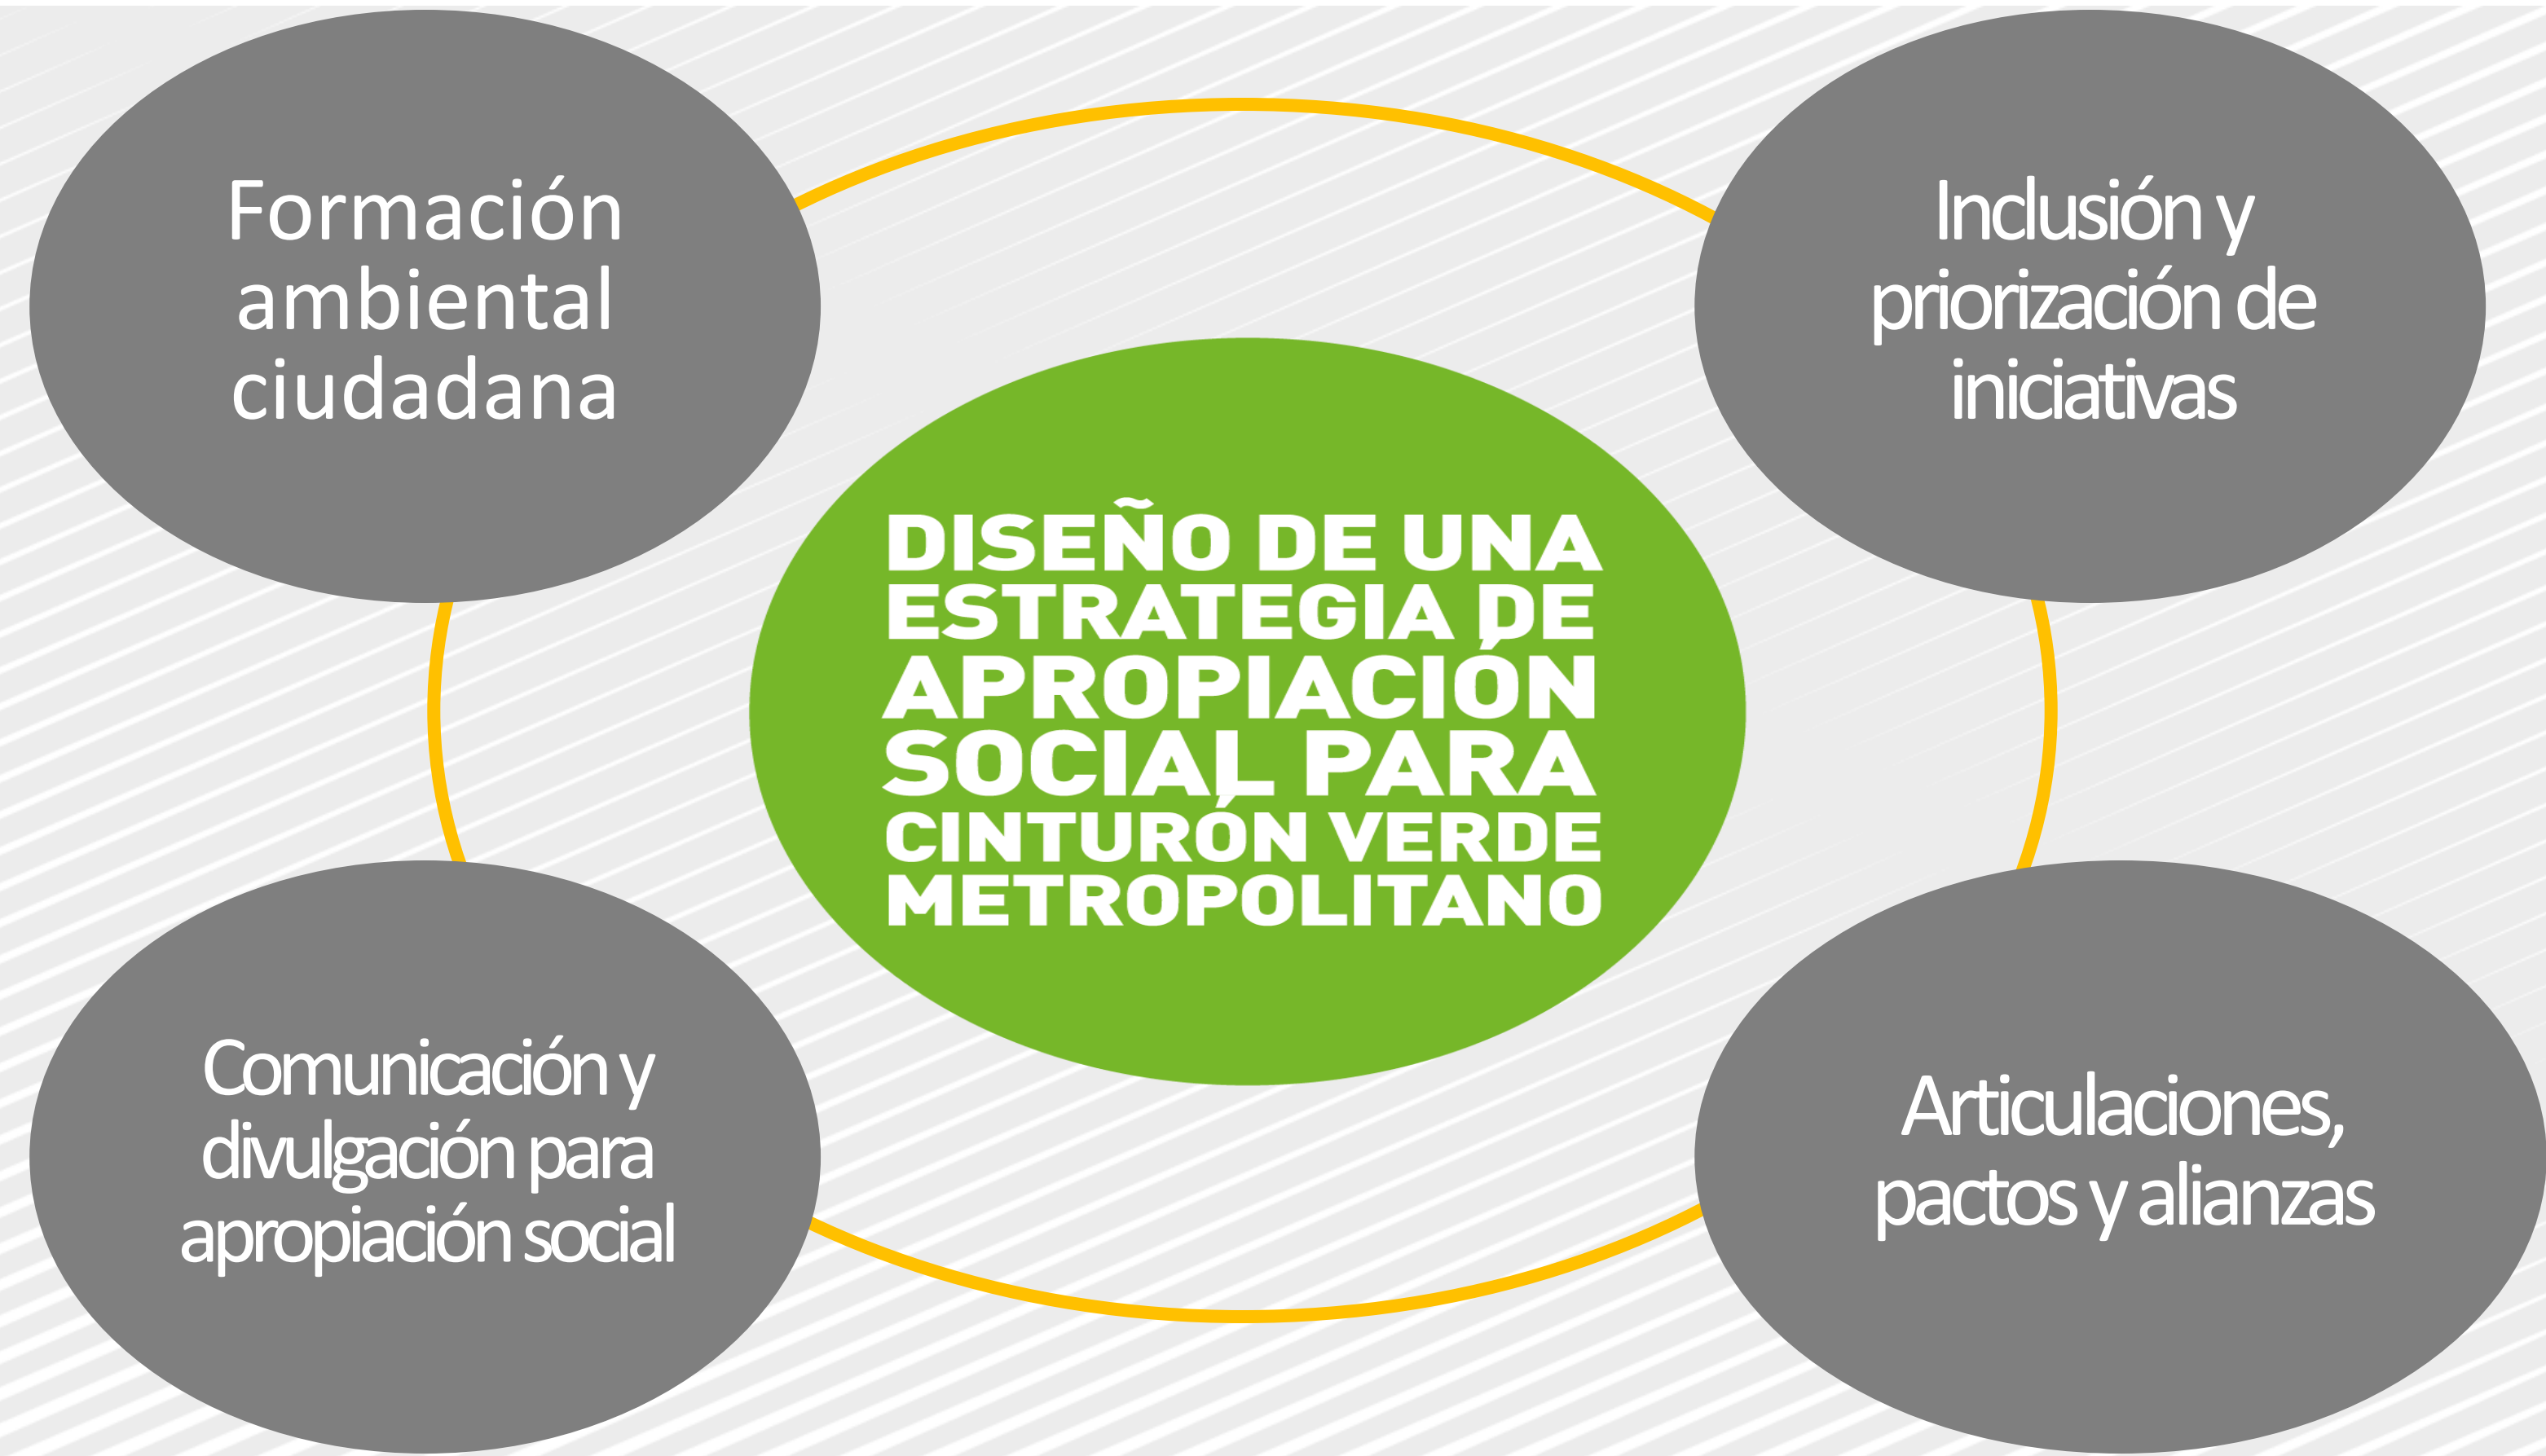 Formación
ambiental
ciudadana
Inclusión y
priorización de
iniciativas
DISEÑO DE UNA
ESTRATEGIA DE
APROPIACIÓN
SOCIAL PARA
CINTURÓN VERDE
METROPOLITANO
Comunicación y
divulgación para
apropiación social
Articulaciones,
pactos y alianzas